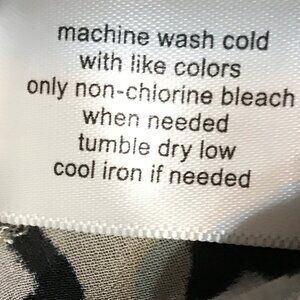 machine wash cold
with like colors
only non-chlorine bleach
when needed
tumble dry low
cool iron if needed